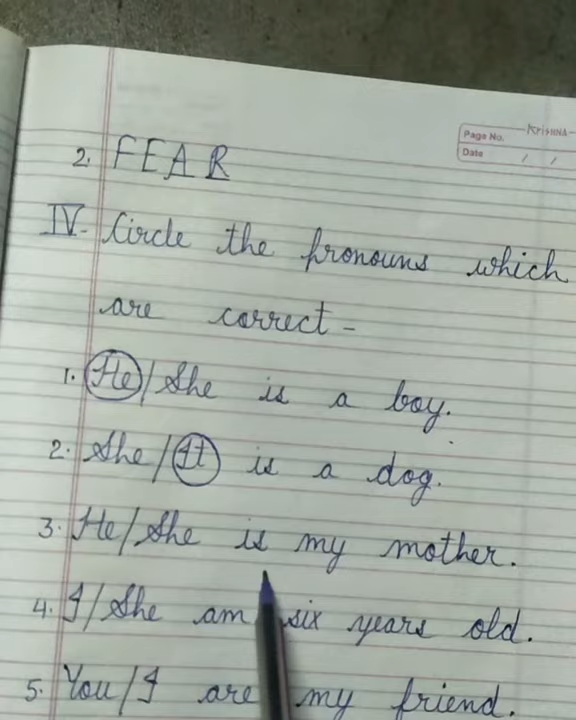 Krishna
Page No.
Date / /
2. FEAR
IV. Circle the pronouns which
are correct -
1. He/She is a boy.
2. She/It is a dog.
3. He/She is my mother.
4. I/She am six years old.
5. You/I are my friend.